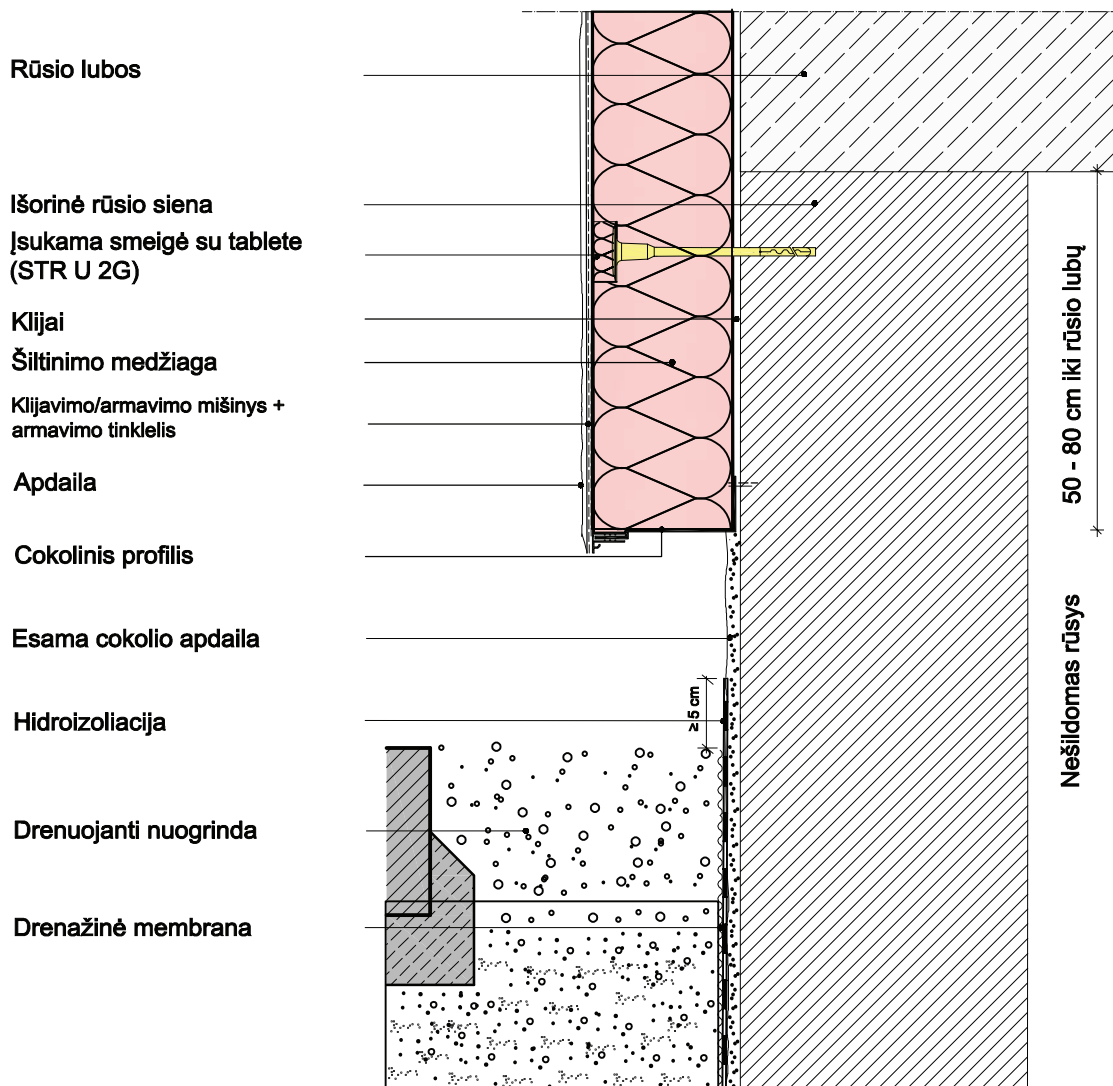 Rūsio lubos
Išorinė rūsio siena
Įsukama smeigė su tablete
(STR U 2G)
Klijai
Šiltinimo medžiaga
Klijavimo/armavimo mišinys +
armavimo tinklelis
Apdaila
Cokolinis profilis
Esama cokolio apdaila
Hidroizoliacija
Drenuojanti nuogrinda
Drenažinė membrana
≥ 5 cm
50 - 80 cm iki rūsio lubų
Nešildomas rūsys